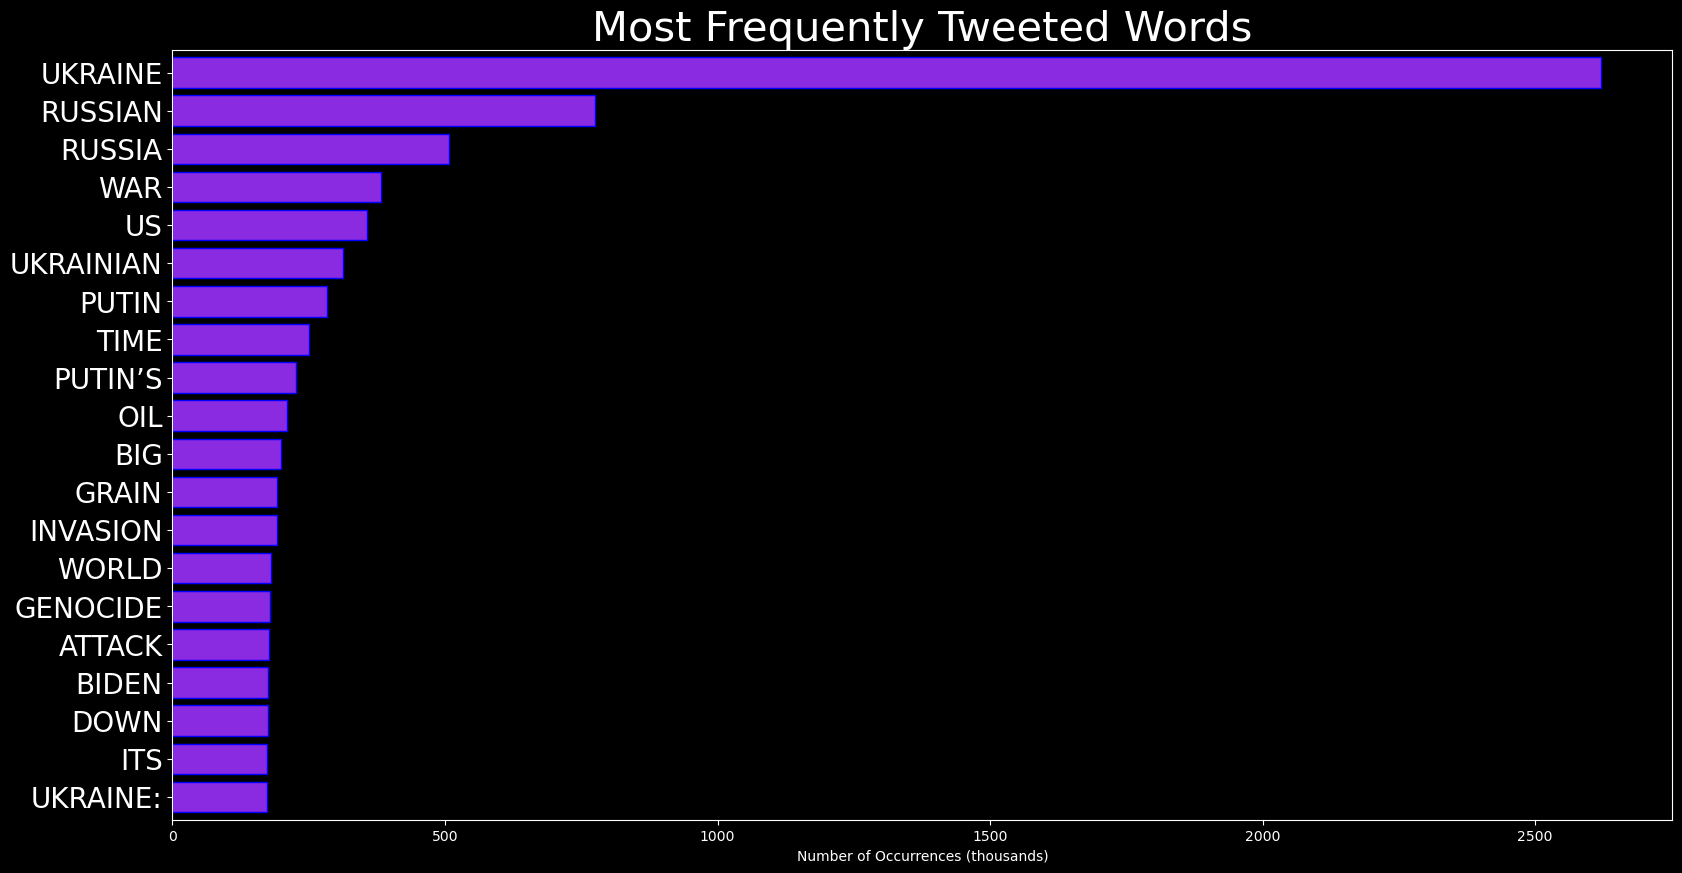 Most Frequently Tweeted Words
UKRAINE
RUSSIAN
RUSSIA
WAR
US
UKRAINIAN
PUTIN
TIME
PUTIN’S
OIL
BIG
GRAIN
INVASION
WORLD
GENOCIDE
ATTACK
BIDEN
DOWN
ITS
UKRAINE:
0 500 1000 1500 2000 2500
Number of Occurrences (thousands)